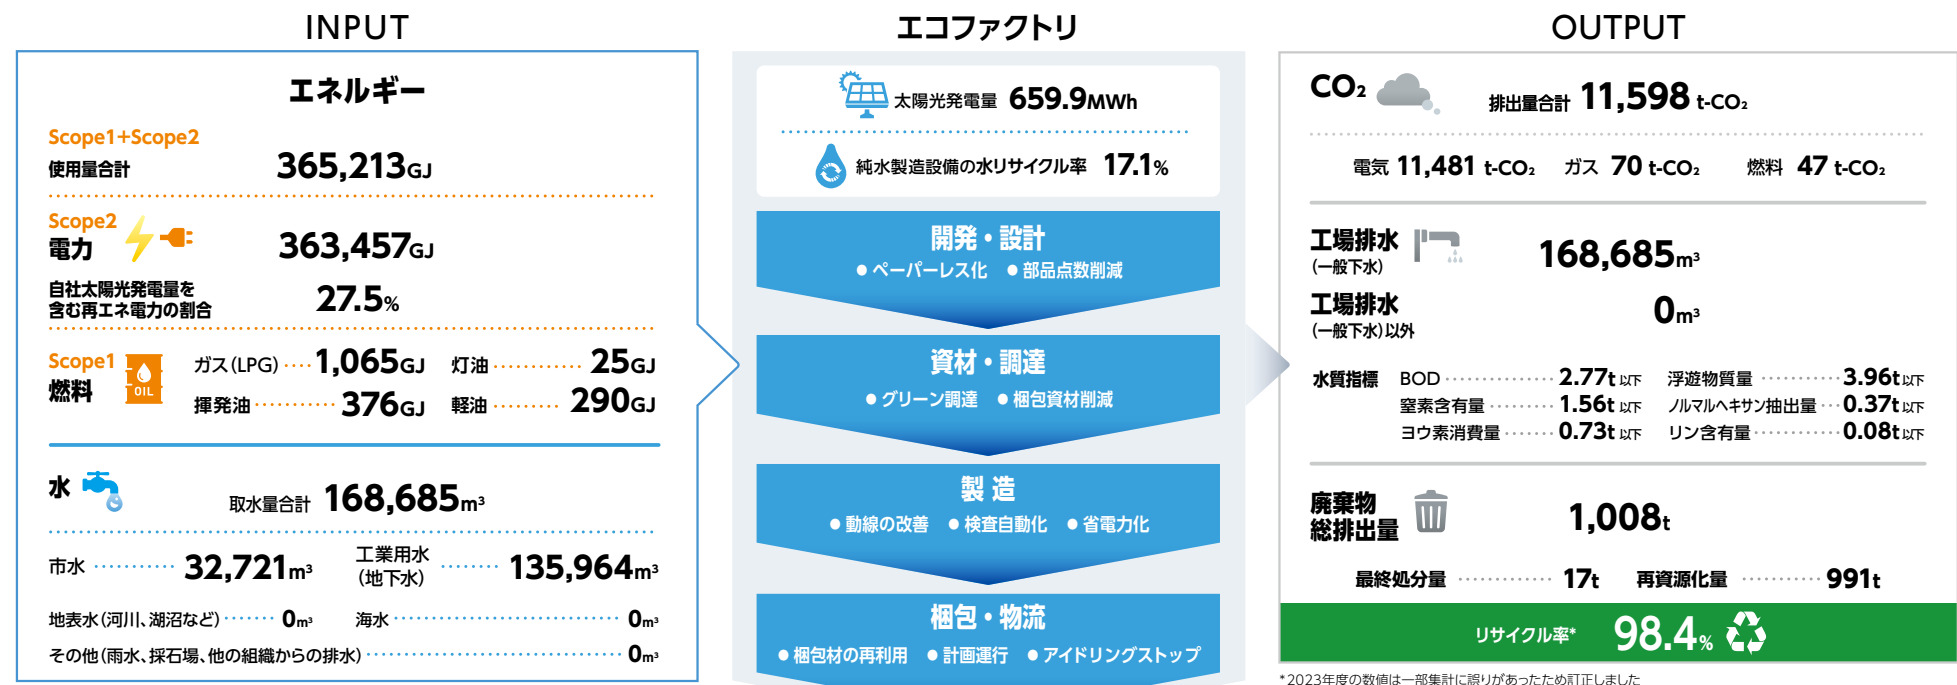 INPUT
エネルギー
Scope1+Scope2
使用量合計 365,213GJ
Scope2
電力 363,457GJ
自社太陽光発電量を
含む再エネ電力の割合 27.5%
Scope1
燃料
OIL
ガス(LPG) 1,065GJ 灯油 25GJ
揮発油 376GJ 軽油 290GJ
水
取水量合計 168,685m³
市水 32,721m³ 工業用水
(地下水) 135,964m³
地表水(河川、湖沼など) 0m³ 海水 0m³
その他(雨水、採石場、他の組織からの排水) 0m³
エコファクトリ
太陽光発電量 659.9MWh
純水製造設備の水リサイクル率 17.1%
開発・設計
●ペーパーレス化 ●部品点数削減
資材・調達
●グリーン調達 ●梱包資材削減
製造
●動線の改善 ●検査自動化 ●省電力化
梱包・物流
●梱包材の再利用 ●計画運行 ●アイドリングストップ
OUTPUT
CO₂ 排出量合計 11,598 t-CO₂
電気 11,481 t-CO₂ ガス 70 t-CO₂ 燃料 47 t-CO₂
工場排水
(一般下水) 168,685m³
工場排水
(一般下水)以外 0m³
水質指標 BOD 2.77t以下 浮遊物質量 3.96t以下
窒素含有量 1.56t以下 ノルマルヘキサン抽出量 0.37t以下
ヨウ素消費量 0.73t以下 リン含有量 0.08t以下
廃棄物
総排出量 1,008t
最終処分量 17t 再資源化量 991t
リサイクル率* 98.4%
*2023年度の数値は一部集計に誤りがあったため訂正しました